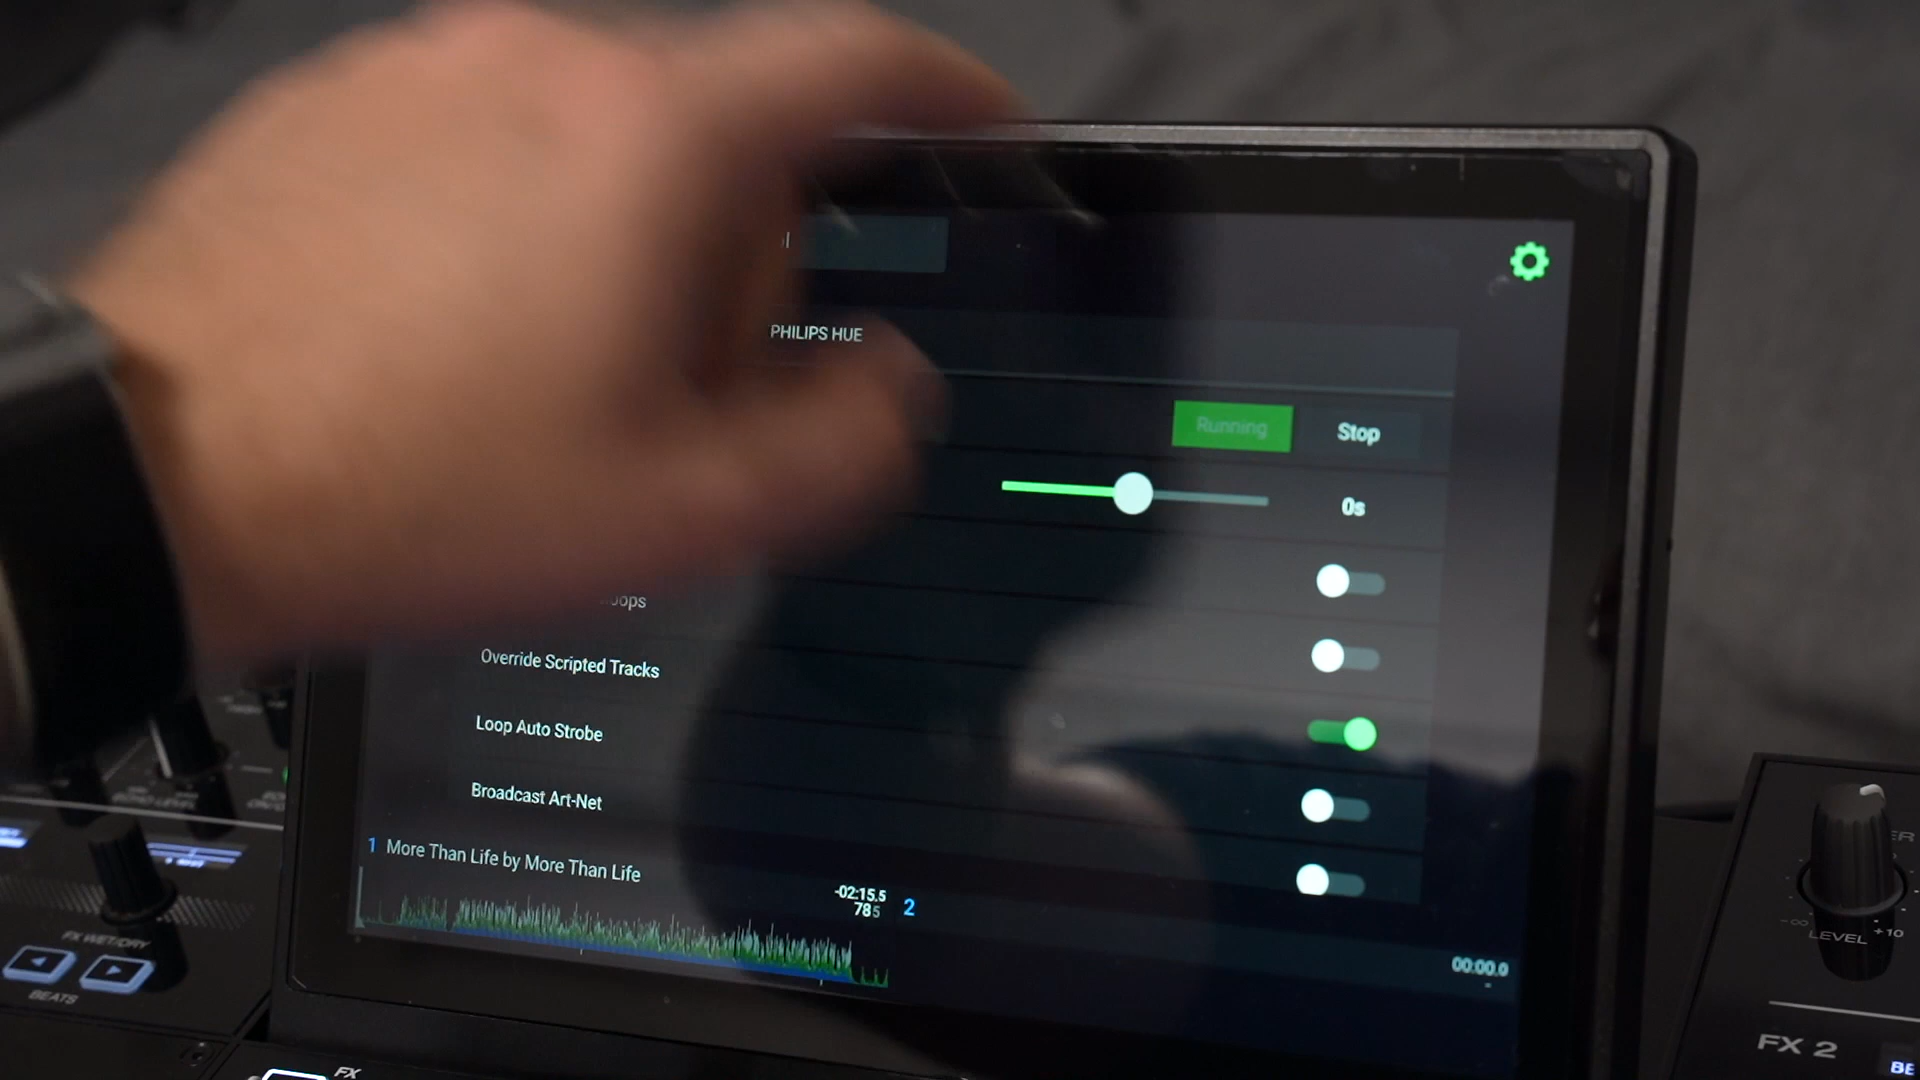 PHILIPS HUE
Running
Stop
0s
Override Scripted Tracks
Loop Auto Strobe
Broadcast Art-Net
1 More Than Life by More Than Life
-02:15.5
785
2
00:00.0
FX WET/DRY
BEATS
FX
-∞ LEVEL +10
FX 2